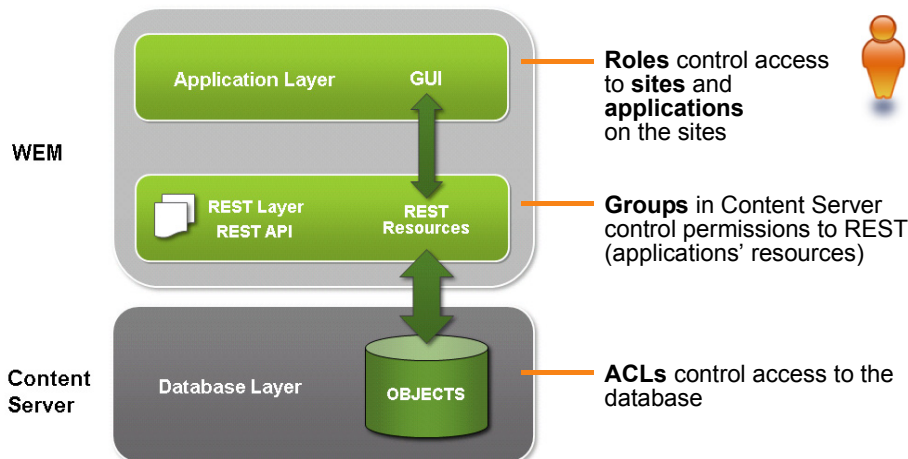 Application Layer
GUI
Roles control access
to sites and
applications
on the sites
WEM
REST Layer
REST API
REST
Resources
Groups in Content Server
control permissions to REST
(applications' resources)
Content
Server
Database Layer
OBJECTS
ACLs control access to the
database